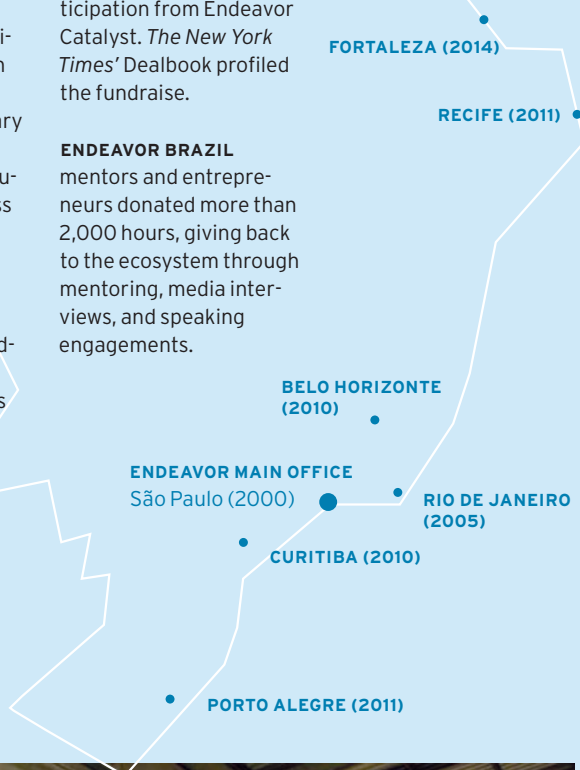 ticipation from Endeavor
Catalyst. The New York
Times’ Dealbook profiled
the fundraise.
ENDEAVOR BRAZIL
mentors and entrepre-
neurs donated more than
2,000 hours, giving back
to the ecosystem through
mentoring, media inter-
views, and speaking
engagements.
FORTALEZA (2014)
RECIFE (2011)
BELO HORIZONTE
(2010)
ENDEAVOR MAIN OFFICE
São Paulo (2000)
RIO DE JANEIRO
(2005)
CURITIBA (2010)
PORTO ALEGRE (2011)